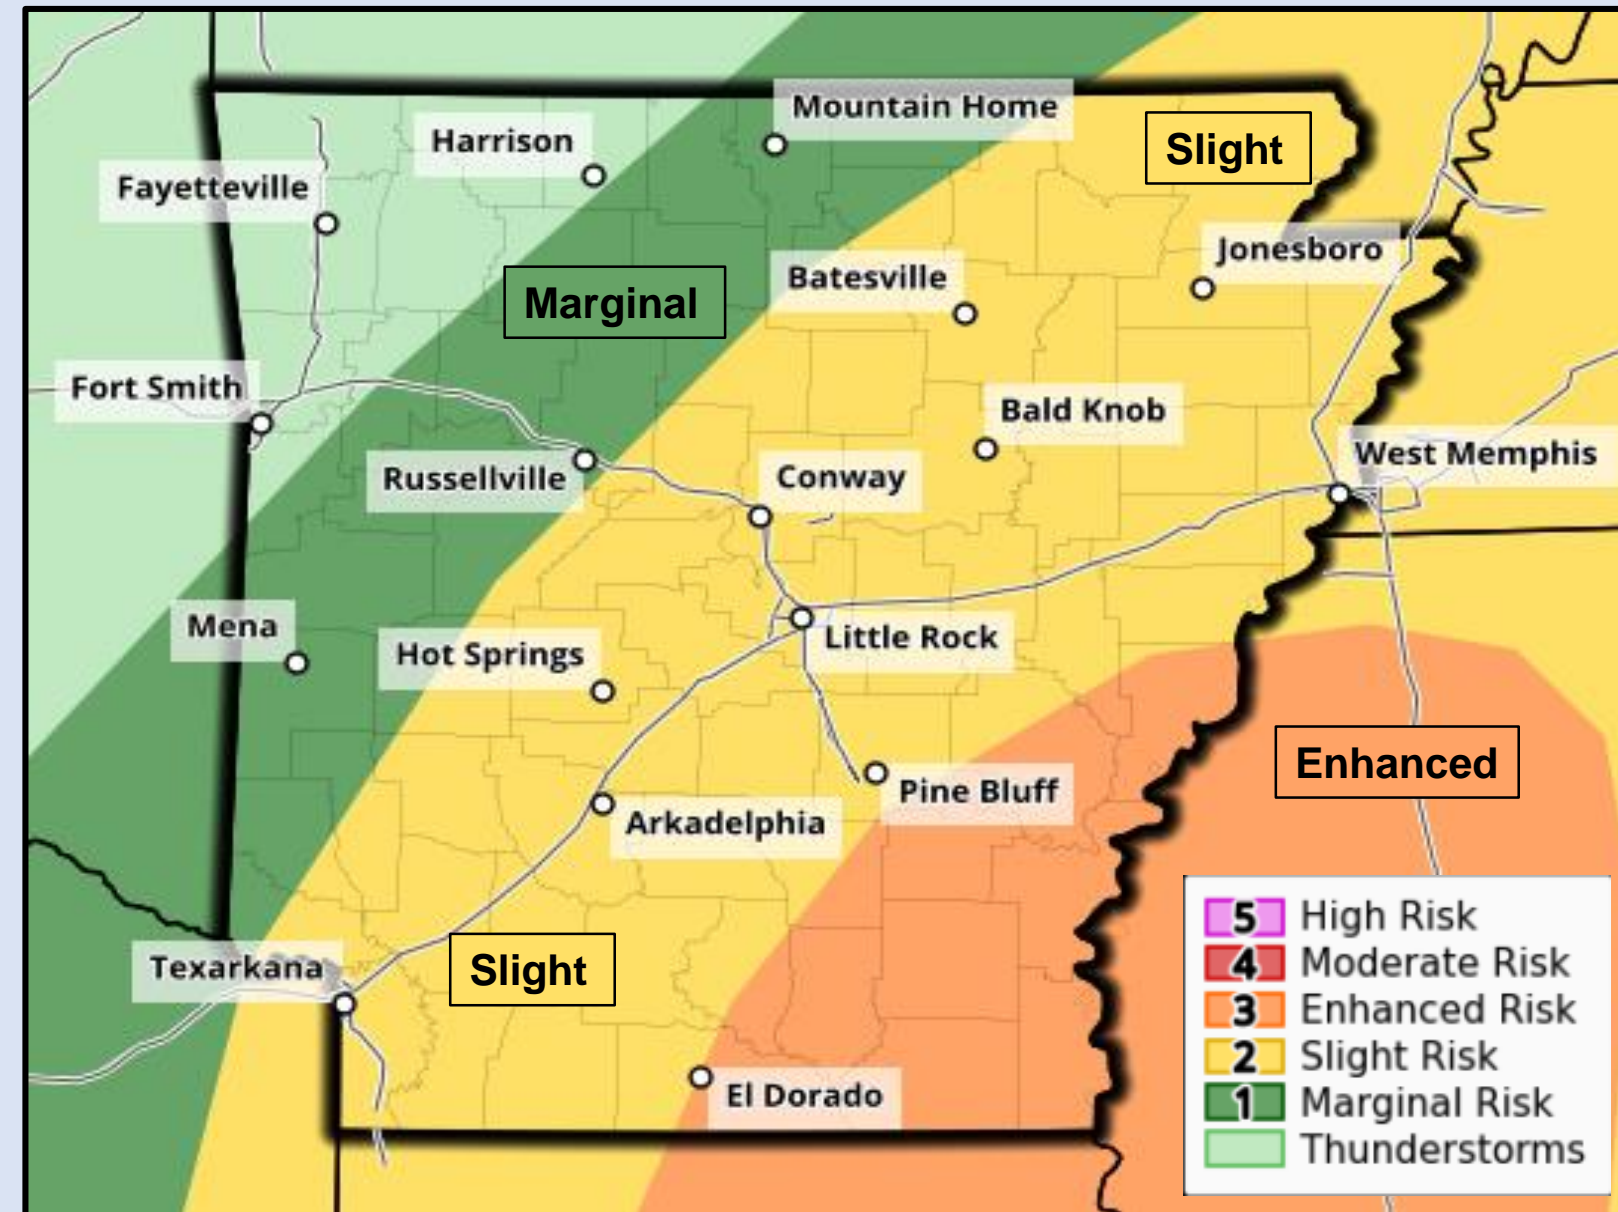 Mountain Home
Harrison
Slight
Fayetteville
Jonesboro
Batesville
Marginal
Fort Smith
Bald Knob
West Memphis
Russellville
Conway
Mena
Little Rock
Hot Springs
Enhanced
Pine Bluff
Arkadelphia
Texarkana
Slight
El Dorado
5 High Risk
4 Moderate Risk
3 Enhanced Risk
2 Slight Risk
1 Marginal Risk
Thunderstorms